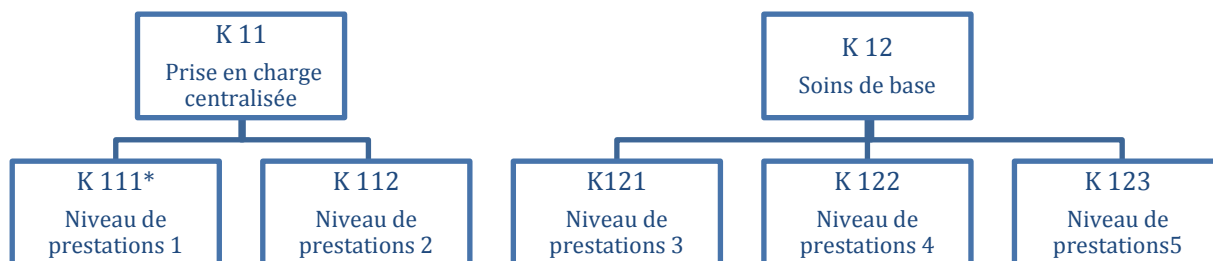 K 11
Prise en charge
centralisée
K 12
Soins de base
K 111*
Niveau de
prestations 1
K 112
Niveau de
prestations 2
K121
Niveau de
prestations 3
K 122
Niveau de
prestations 4
K 123
Niveau de
prestations5